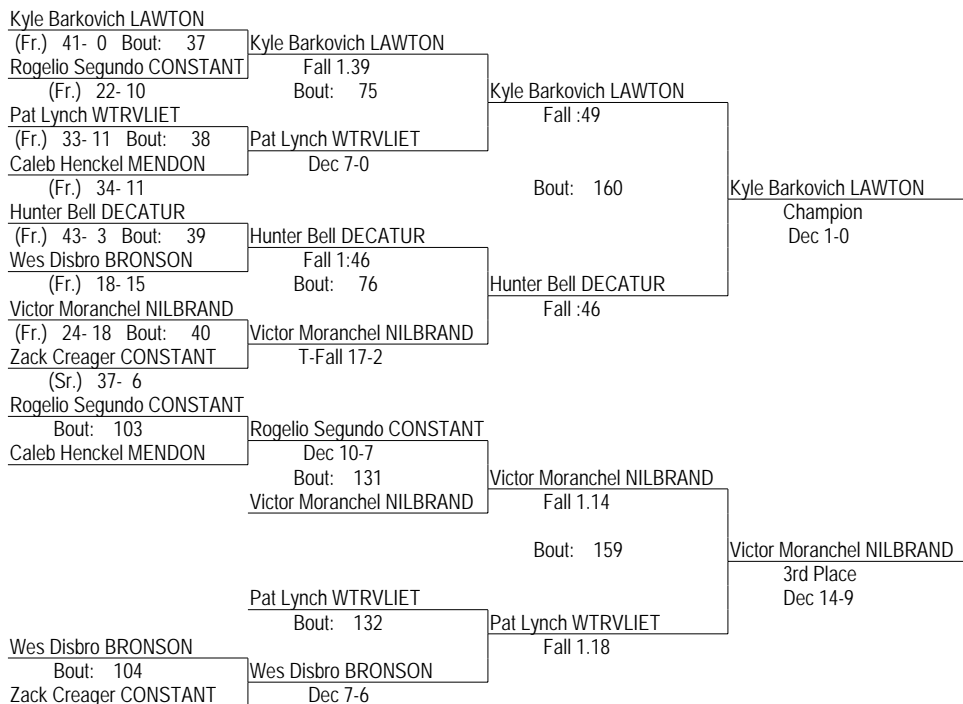 Kyle Barkovich LAWTON
(Fr.) 41- 0 Bout: 37
Kyle Barkovich LAWTON
Rogelio Segundo CONSTANT
Fall 1.39
(Fr.) 22- 10
Bout: 75
Kyle Barkovich LAWTON
Pat Lynch WTRVLIET
Fall :49
(Fr.) 33- 11 Bout: 38
Pat Lynch WTRVLIET
Caleb Henckel MENDON
Dec 7-0
(Fr.) 34- 11
Bout: 160
Kyle Barkovich LAWTON
Hunter Bell DECATUR
Champion
(Fr.) 43- 3 Bout: 39
Hunter Bell DECATUR
Dec 1-0
Wes Disbro BRONSON
Fall 1:46
(Fr.) 18- 15
Bout: 76
Hunter Bell DECATUR
Victor Moranchel NILBRAND
Fall :46
(Fr.) 24- 18 Bout: 40
Victor Moranchel NILBRAND
Zack Creager CONSTANT
T-Fall 17-2
(Sr.) 37- 6
Rogelio Segundo CONSTANT
Bout: 103
Rogelio Segundo CONSTANT
Caleb Henckel MENDON
Dec 10-7
Bout: 131
Victor Moranchel NILBRAND
Victor Moranchel NILBRAND
Fall 1.14
Bout: 159
Victor Moranchel NILBRAND
3rd Place
Pat Lynch WTRVLIET
Dec 14-9
Bout: 132
Pat Lynch WTRVLIET
Wes Disbro BRONSON
Fall 1.18
Bout: 104
Wes Disbro BRONSON
Zack Creager CONSTANT
Dec 7-6